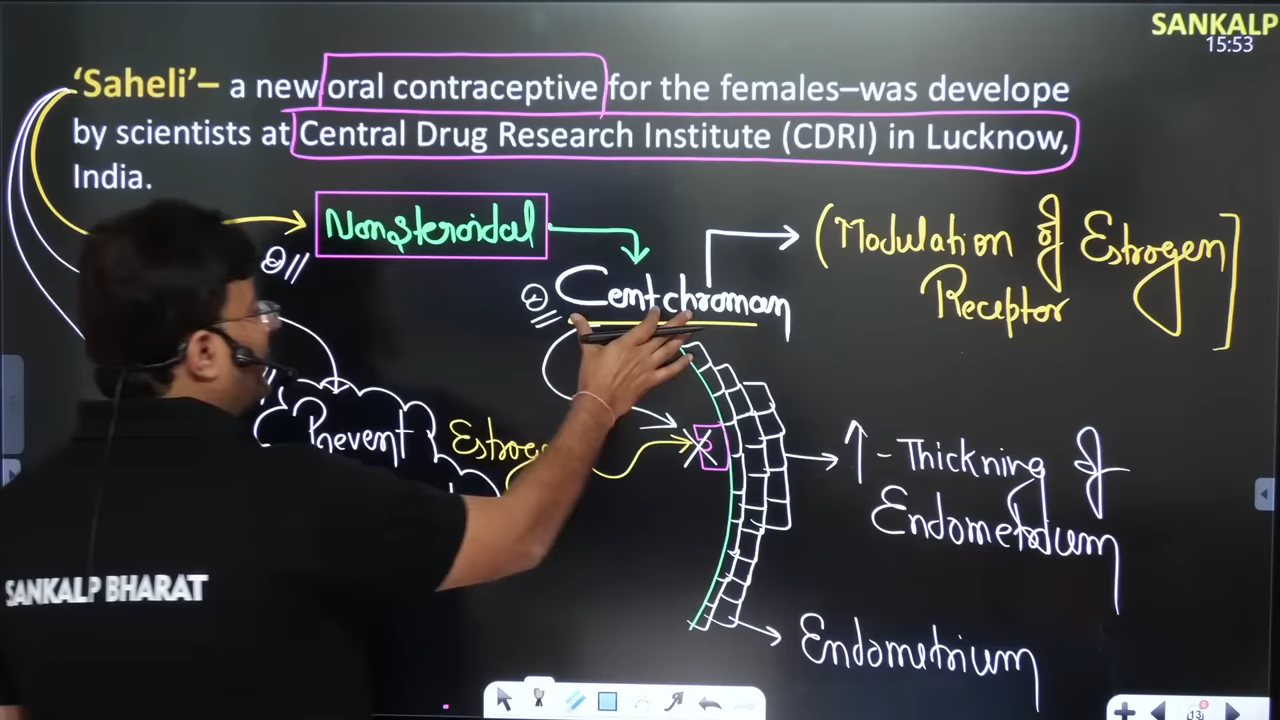 SANKALP
15:53
‘Saheli’– a new oral contraceptive for the females–was develope
by scientists at Central Drug Research Institute (CDRI) in Lucknow,
India.
Nonsteroidal
Centchroman
(Modulation of Estrogen
Receptor
Prevent
↑ - Thickning of
Endometrium
Endometrium
SANKALP BHARAT
13